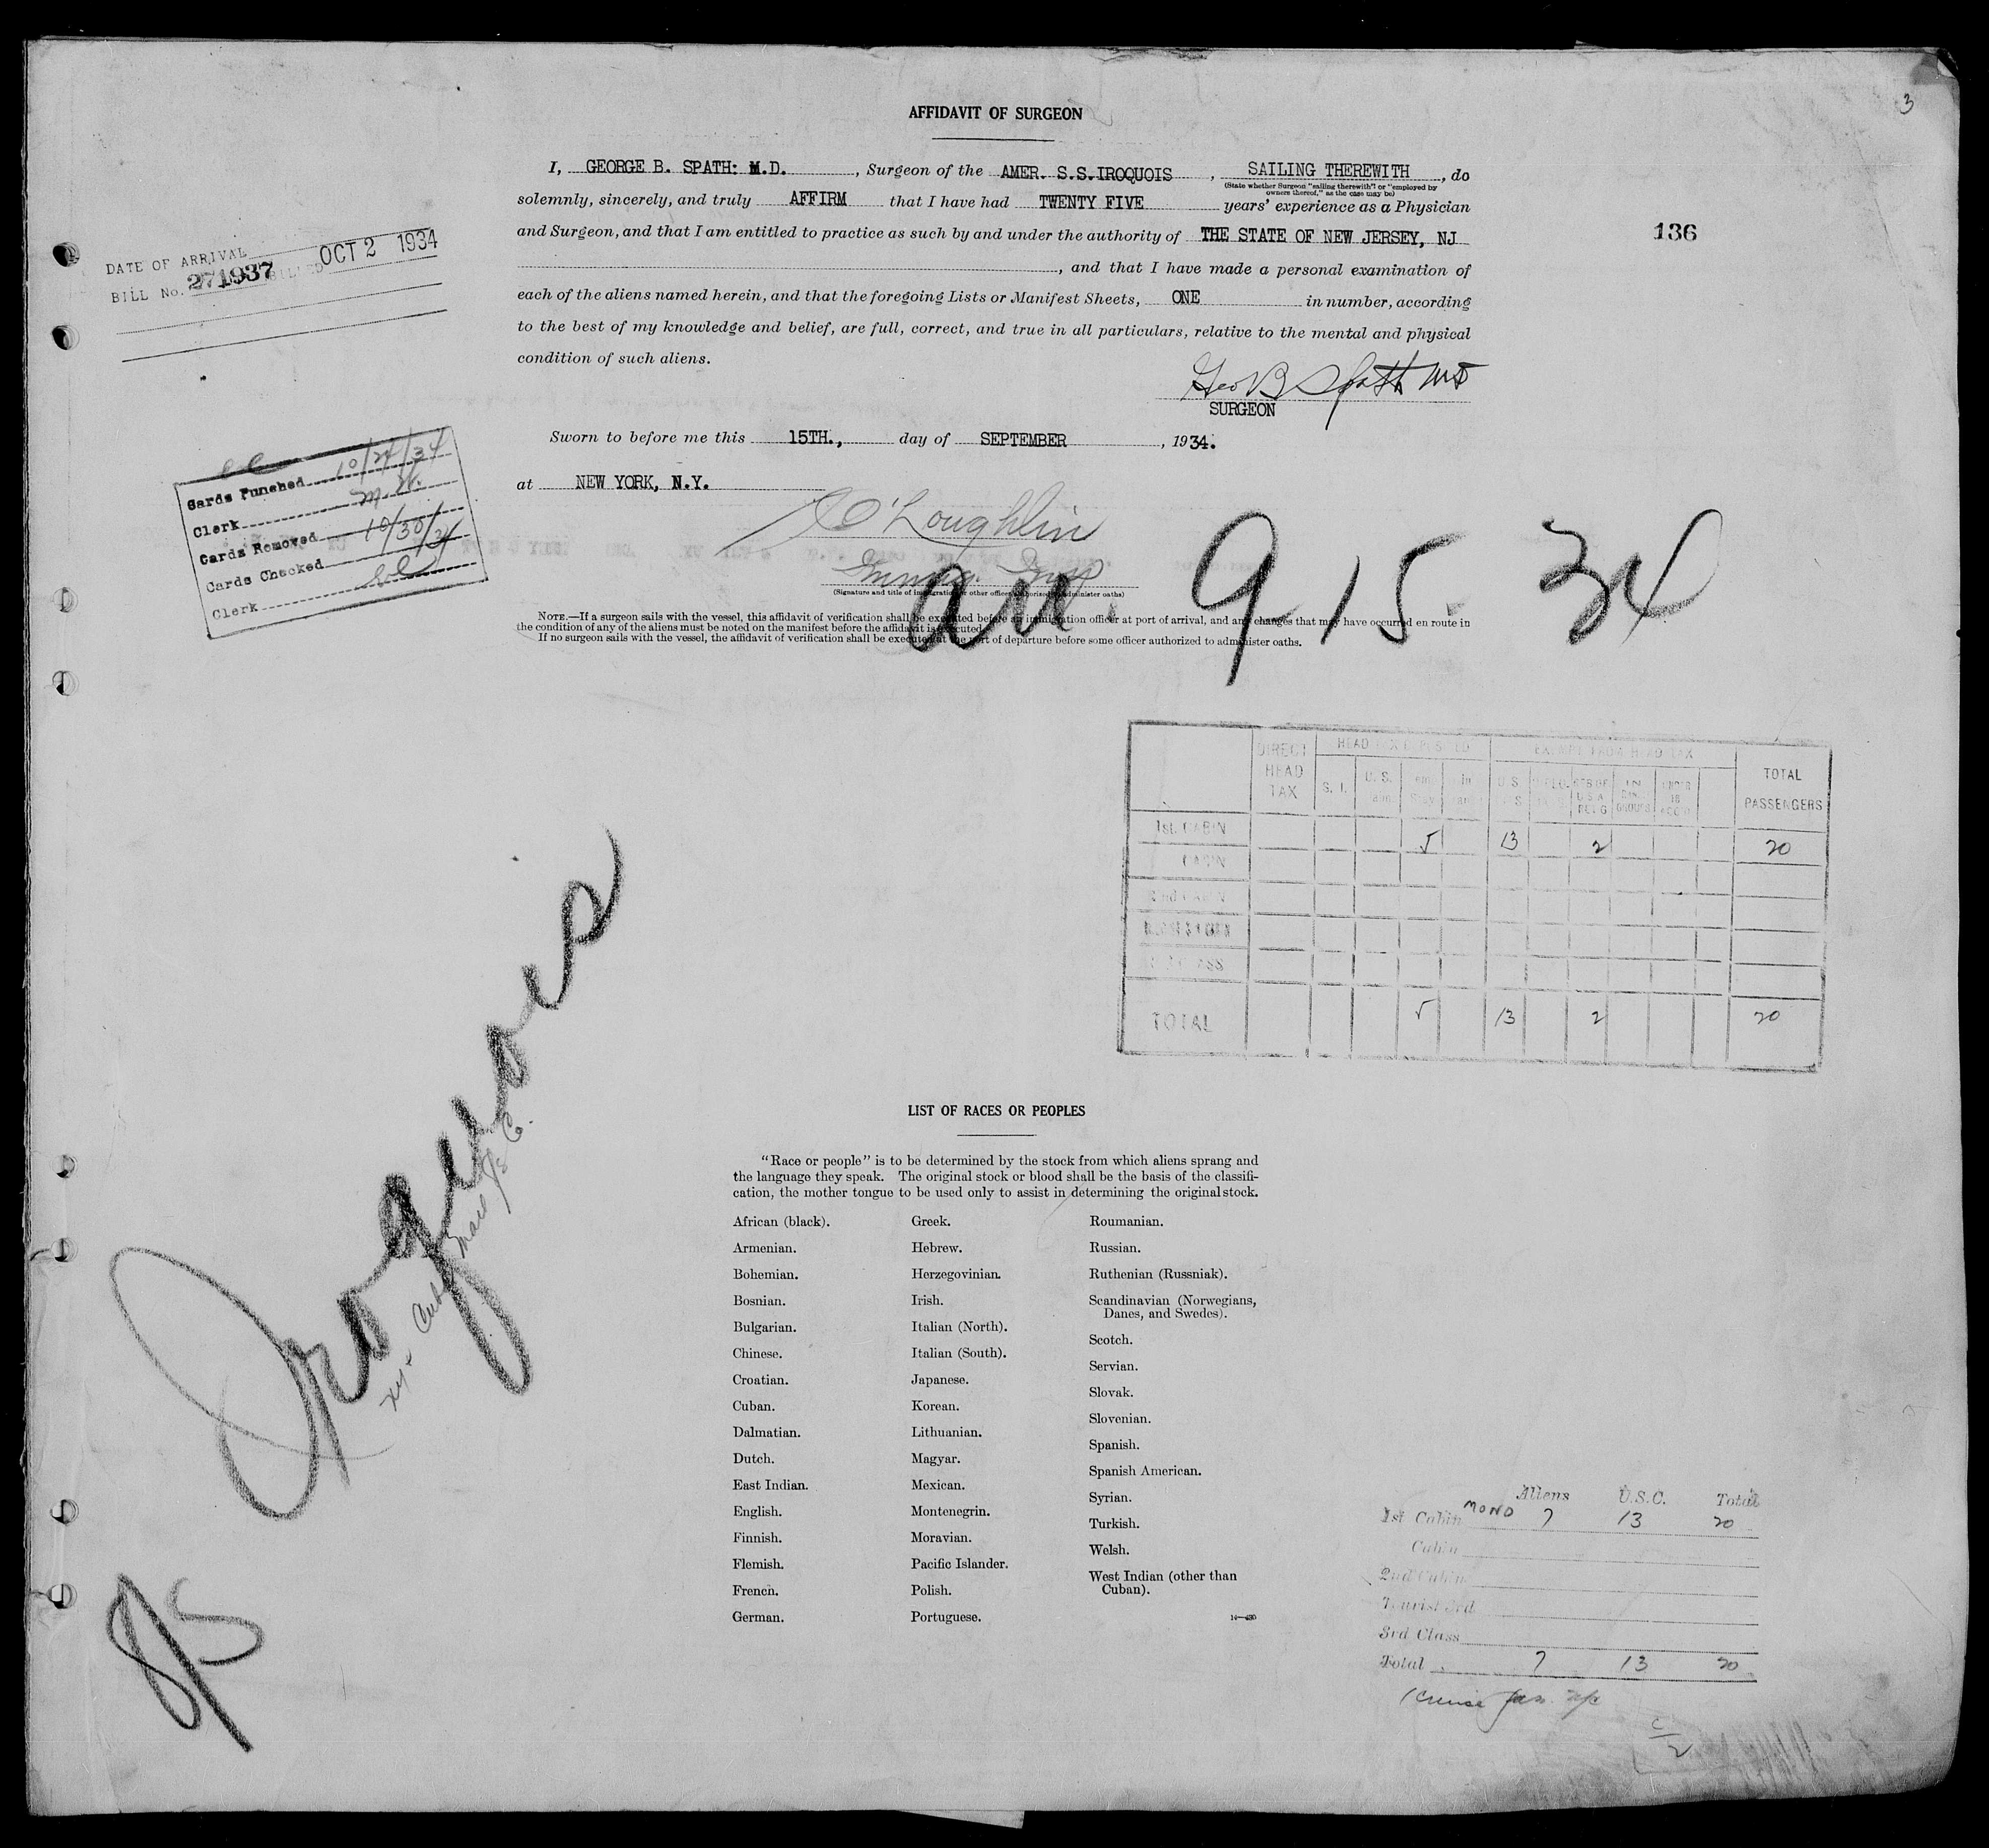 3
AFFIDAVIT OF SURGEON
I, GEORGE B. SPATH: M.D. , Surgeon of the AMER. S.S.IROQUOIS , SAILING THEREWITH , do
(State whether Surgeon "sailing therewith" or "employed by
owners thereof," as the case may be)
solemnly, sincerely, and truly AFFIRM that I have had TWENTY FIVE years' experience as a Physician
and Surgeon, and that I am entitled to practice as such by and under the authority of THE STATE OF NEW JERSEY, NJ
, and that I have made a personal examination of
each of the aliens named herein, and that the foregoing Lists or Manifest Sheets, ONE in number, according
to the best of my knowledge and belief, are full, correct, and true in all particulars, relative to the mental and physical
condition of such aliens.
Geo B Spath MD
SURGEON
Sworn to before me this 15TH., day of SEPTEMBER , 1934.
at NEW YORK, N.Y.
O'Loughlin
Immig. Insp
(Signature and title of immigration or other officer authorized to administer oaths)
NOTE.—If a surgeon sails with the vessel, this affidavit of verification shall be executed before an immigration officer at port of arrival, and any changes that may have occurred en route in
the condition of any of the aliens must be noted on the manifest before the affidavit is executed.
If no surgeon sails with the vessel, the affidavit of verification shall be executed at the port of departure before some officer authorized to administer oaths.
136
DATE OF ARRIVAL
BILL No. 271937 BILLED OCT 2 1934
Cards Punched 10/24/34
Clerk M.W.
Cards Removed
Cards Checked 10/30/34
Clerk
arr. 9-15-34
DIRECT HEAD TAX
HEAD TAX DEPOSITED
EXEMPT FROM HEAD TAX
TOTAL PASSENGERS
S. I.
U. S.
1st. CABIN 5 13 2 20
CABIN
2nd CABIN
TOTAL 5 13 2 20
Iroquois
Mail S.S. Co.
8/5
LIST OF RACES OR PEOPLES
"Race or people" is to be determined by the stock from which aliens sprang and
the language they speak. The original stock or blood shall be the basis of the classifi-
cation, the mother tongue to be used only to assist in determining the original stock.
African (black).
Armenian.
Bohemian.
Bosnian.
Bulgarian.
Chinese.
Croatian.
Cuban.
Dalmatian.
Dutch.
East Indian.
English.
Finnish.
Flemish.
French.
German.
Greek.
Hebrew.
Herzegovinian.
Irish.
Italian (North).
Italian (South).
Japanese.
Korean.
Lithuanian.
Magyar.
Mexican.
Montenegrin.
Moravian.
Pacific Islander.
Polish.
Portuguese.
Roumanian.
Russian.
Ruthenian (Russniak).
Scandinavian (Norwegians,
Danes, and Swedes).
Scotch.
Servian.
Slovak.
Slovenian.
Spanish.
Spanish American.
Syrian.
Turkish.
Welsh.
West Indian (other than
Cuban).
Aliens U.S.C. Total
1st Cabin MOND 7 13 20
Cabin
2nd Cabin
Tourist 3rd
3rd Class
Total 7 13 20